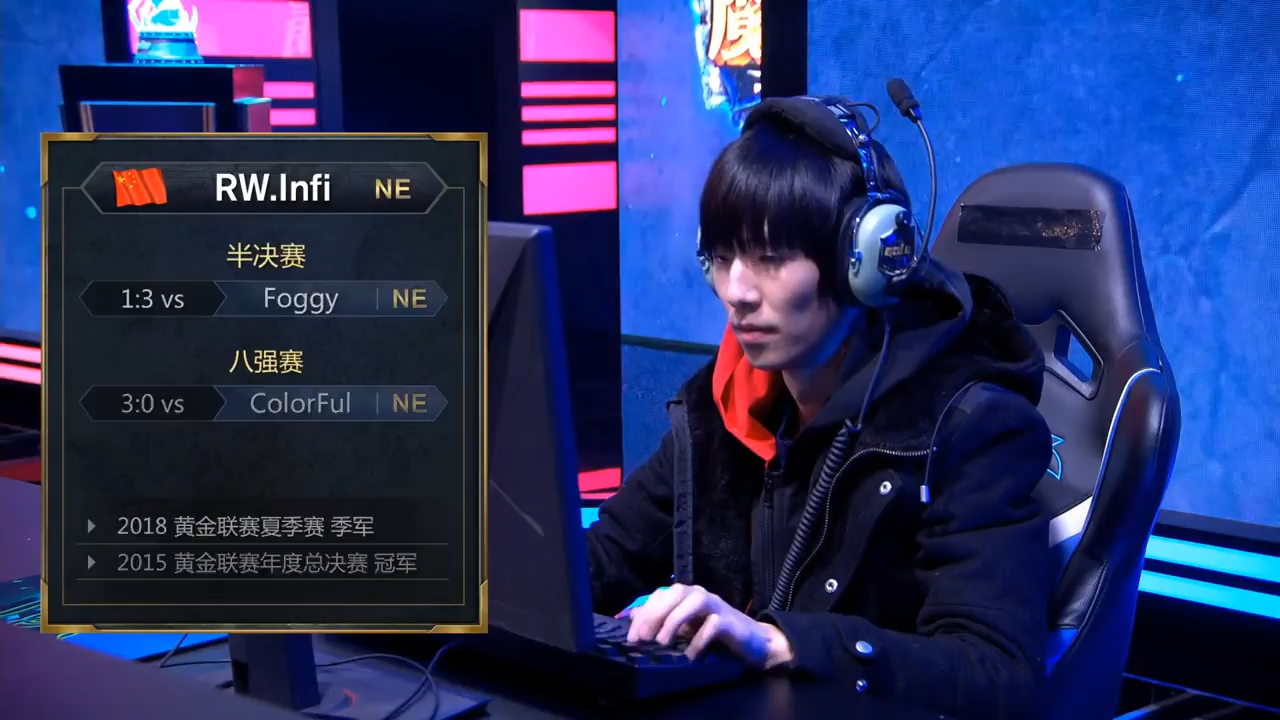 RW.Infi NE
半决赛
1:3 vs Foggy NE
八强赛
3:0 vs ColorFul NE
2018 黄金联赛夏季赛 季军
2015 黄金联赛年度总决赛 冠军